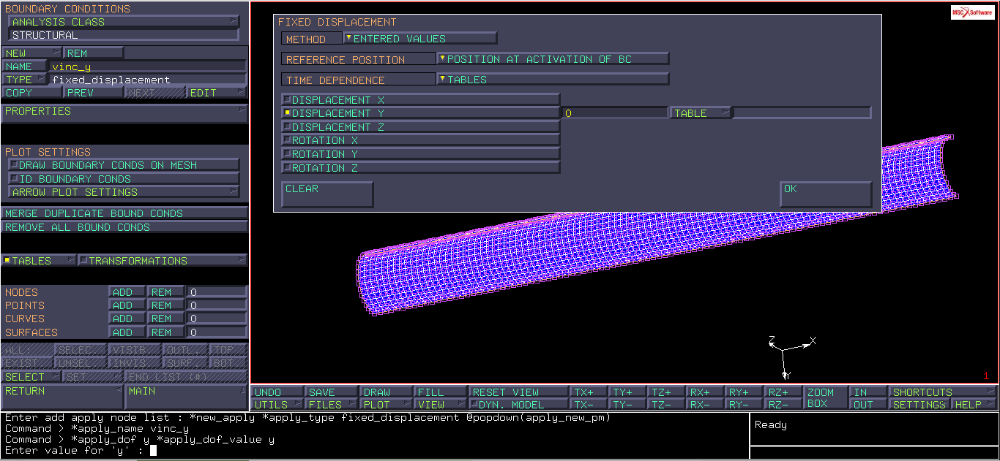 BOUNDARY CONDITIONS
ANALYSIS CLASS
STRUCTURAL
NEW REM
NAME vinc_y
TYPE fixed_displacement
COPY PREV NEXT EDIT
PROPERTIES
PLOT SETTINGS
DRAW BOUNDARY CONDS ON MESH
ID BOUNDARY CONDS
ARROW PLOT SETTINGS
MERGE DUPLICATE BOUND CONDS
REMOVE ALL BOUND CONDS
TABLES TRANSFORMATIONS
NODES ADD REM 0
POINTS ADD REM 0
CURVES ADD REM 0
SURFACES ADD REM 0
ALL: SELEC. VISIB. OUTL. TOP
EXIST. UNSEL. INVIS. SURF. BOT.
SELECT SET END LIST (#)
RETURN MAIN
FIXED DISPLACEMENT
METHOD ENTERED VALUES
REFERENCE POSITION POSITION AT ACTIVATION OF BC
TIME DEPENDENCE TABLES
DISPLACEMENT X
DISPLACEMENT Y 0 TABLE
DISPLACEMENT Z
ROTATION X
ROTATION Y
ROTATION Z
CLEAR OK
MSC Software
Z X
Y
1
UNDO SAVE DRAW FILL RESET VIEW TX+ TY+ TZ+ RX+ RY+ RZ+ ZOOM IN SHORTCUTS
UTILS FILES PLOT VIEW DYN. MODEL TX- TY- TZ- RX- RY- RZ- BOX OUT SETTINGS HELP
Enter add apply node list : *new_apply *apply_type fixed_displacement @popdown(apply_new_pm)
Command > *apply_name vinc_y
Command > *apply_dof y *apply_dof_value y
Enter value for 'y' :
Ready